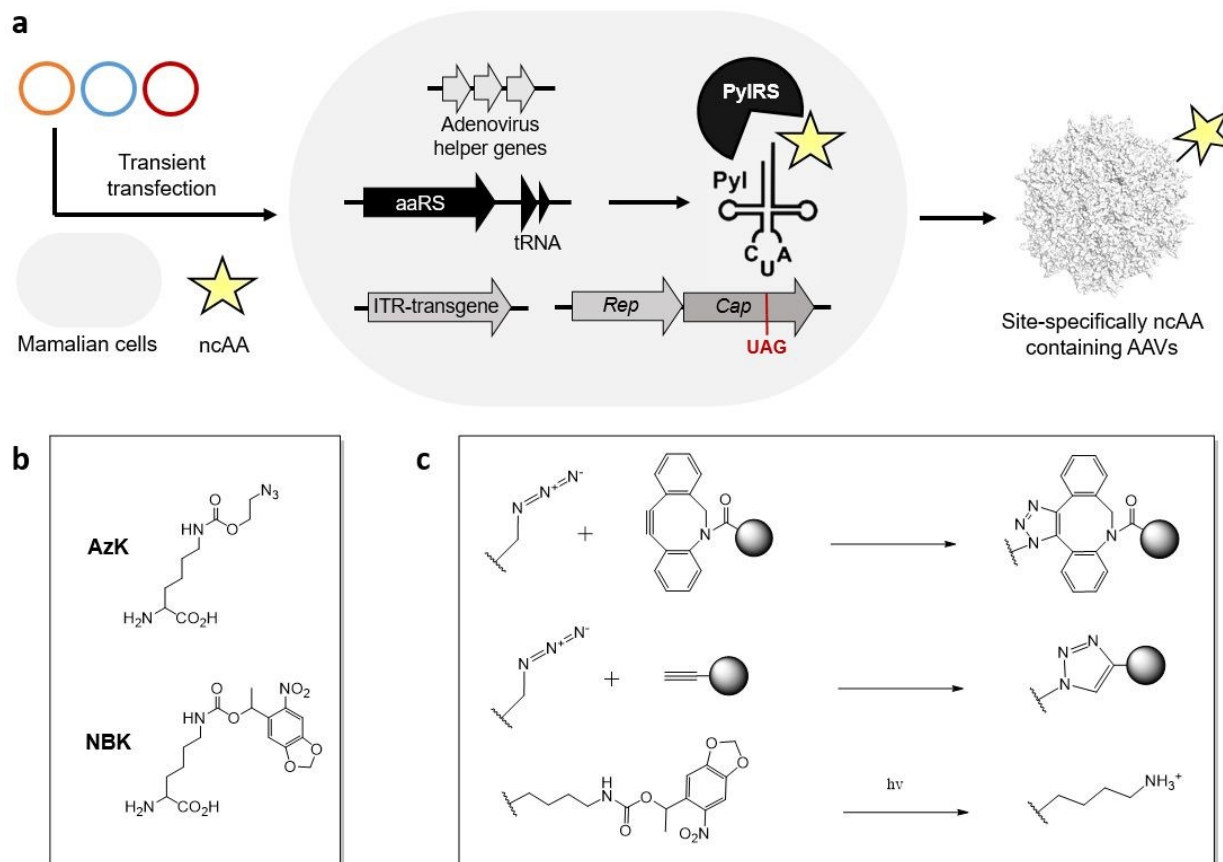 a
Transient
transfection
Mamalian cells
ncAA
Adenovirus
helper genes
aaRS
tRNA
ITR-transgene
Rep
Cap
UAG
PylRS
Pyl
C
U
A
Site-specifically ncAA
containing AAVs
b
AzK
N3
O
HN
O
H2N
CO2H
NBK
O
NO2
HN
O
O
O
H2N
CO2H
c
N=N+=N-
+
O
N
N
N
N
O
N
N=N+=N-
+
N
N
N
H
N
O
O
O
O
O2N
hν
NH3+